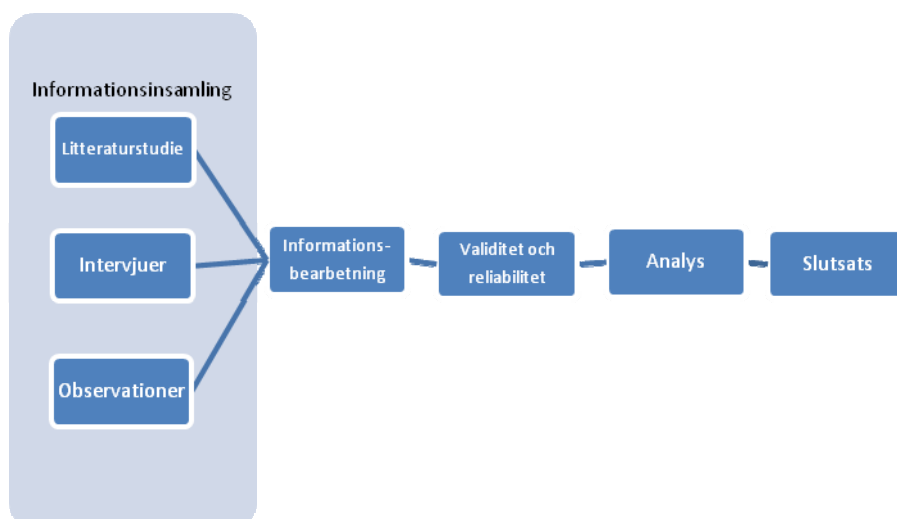 Informationsinsamling
Litteraturstudie
Intervjuer
Observationer
Informations-
bearbetning
Validitet och
reliabilitet
Analys
Slutsats